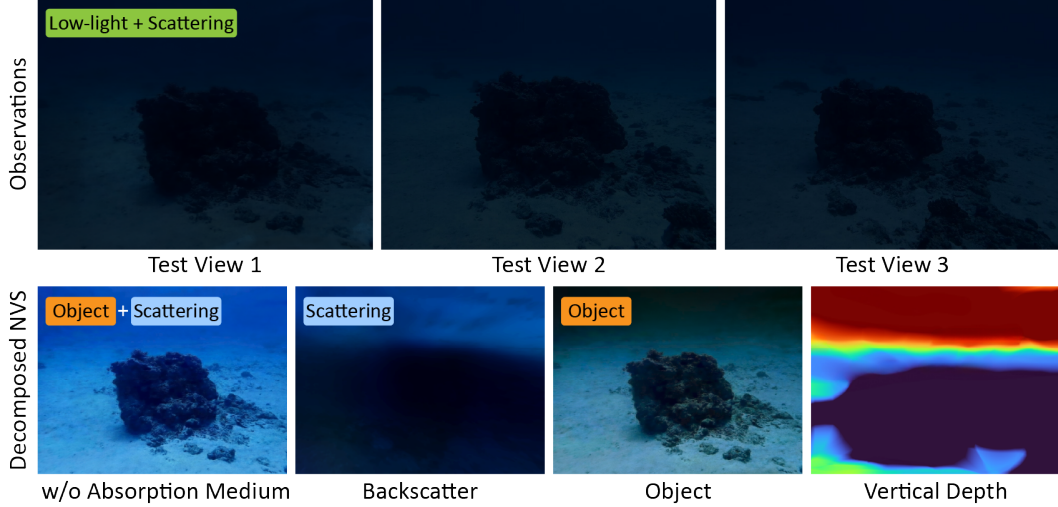 Observations
Low-light + Scattering
Test View 1
Test View 2
Test View 3
Decomposed NVS
Object + Scattering
Scattering
Object
w/o Absorption Medium
Backscatter
Object
Vertical Depth